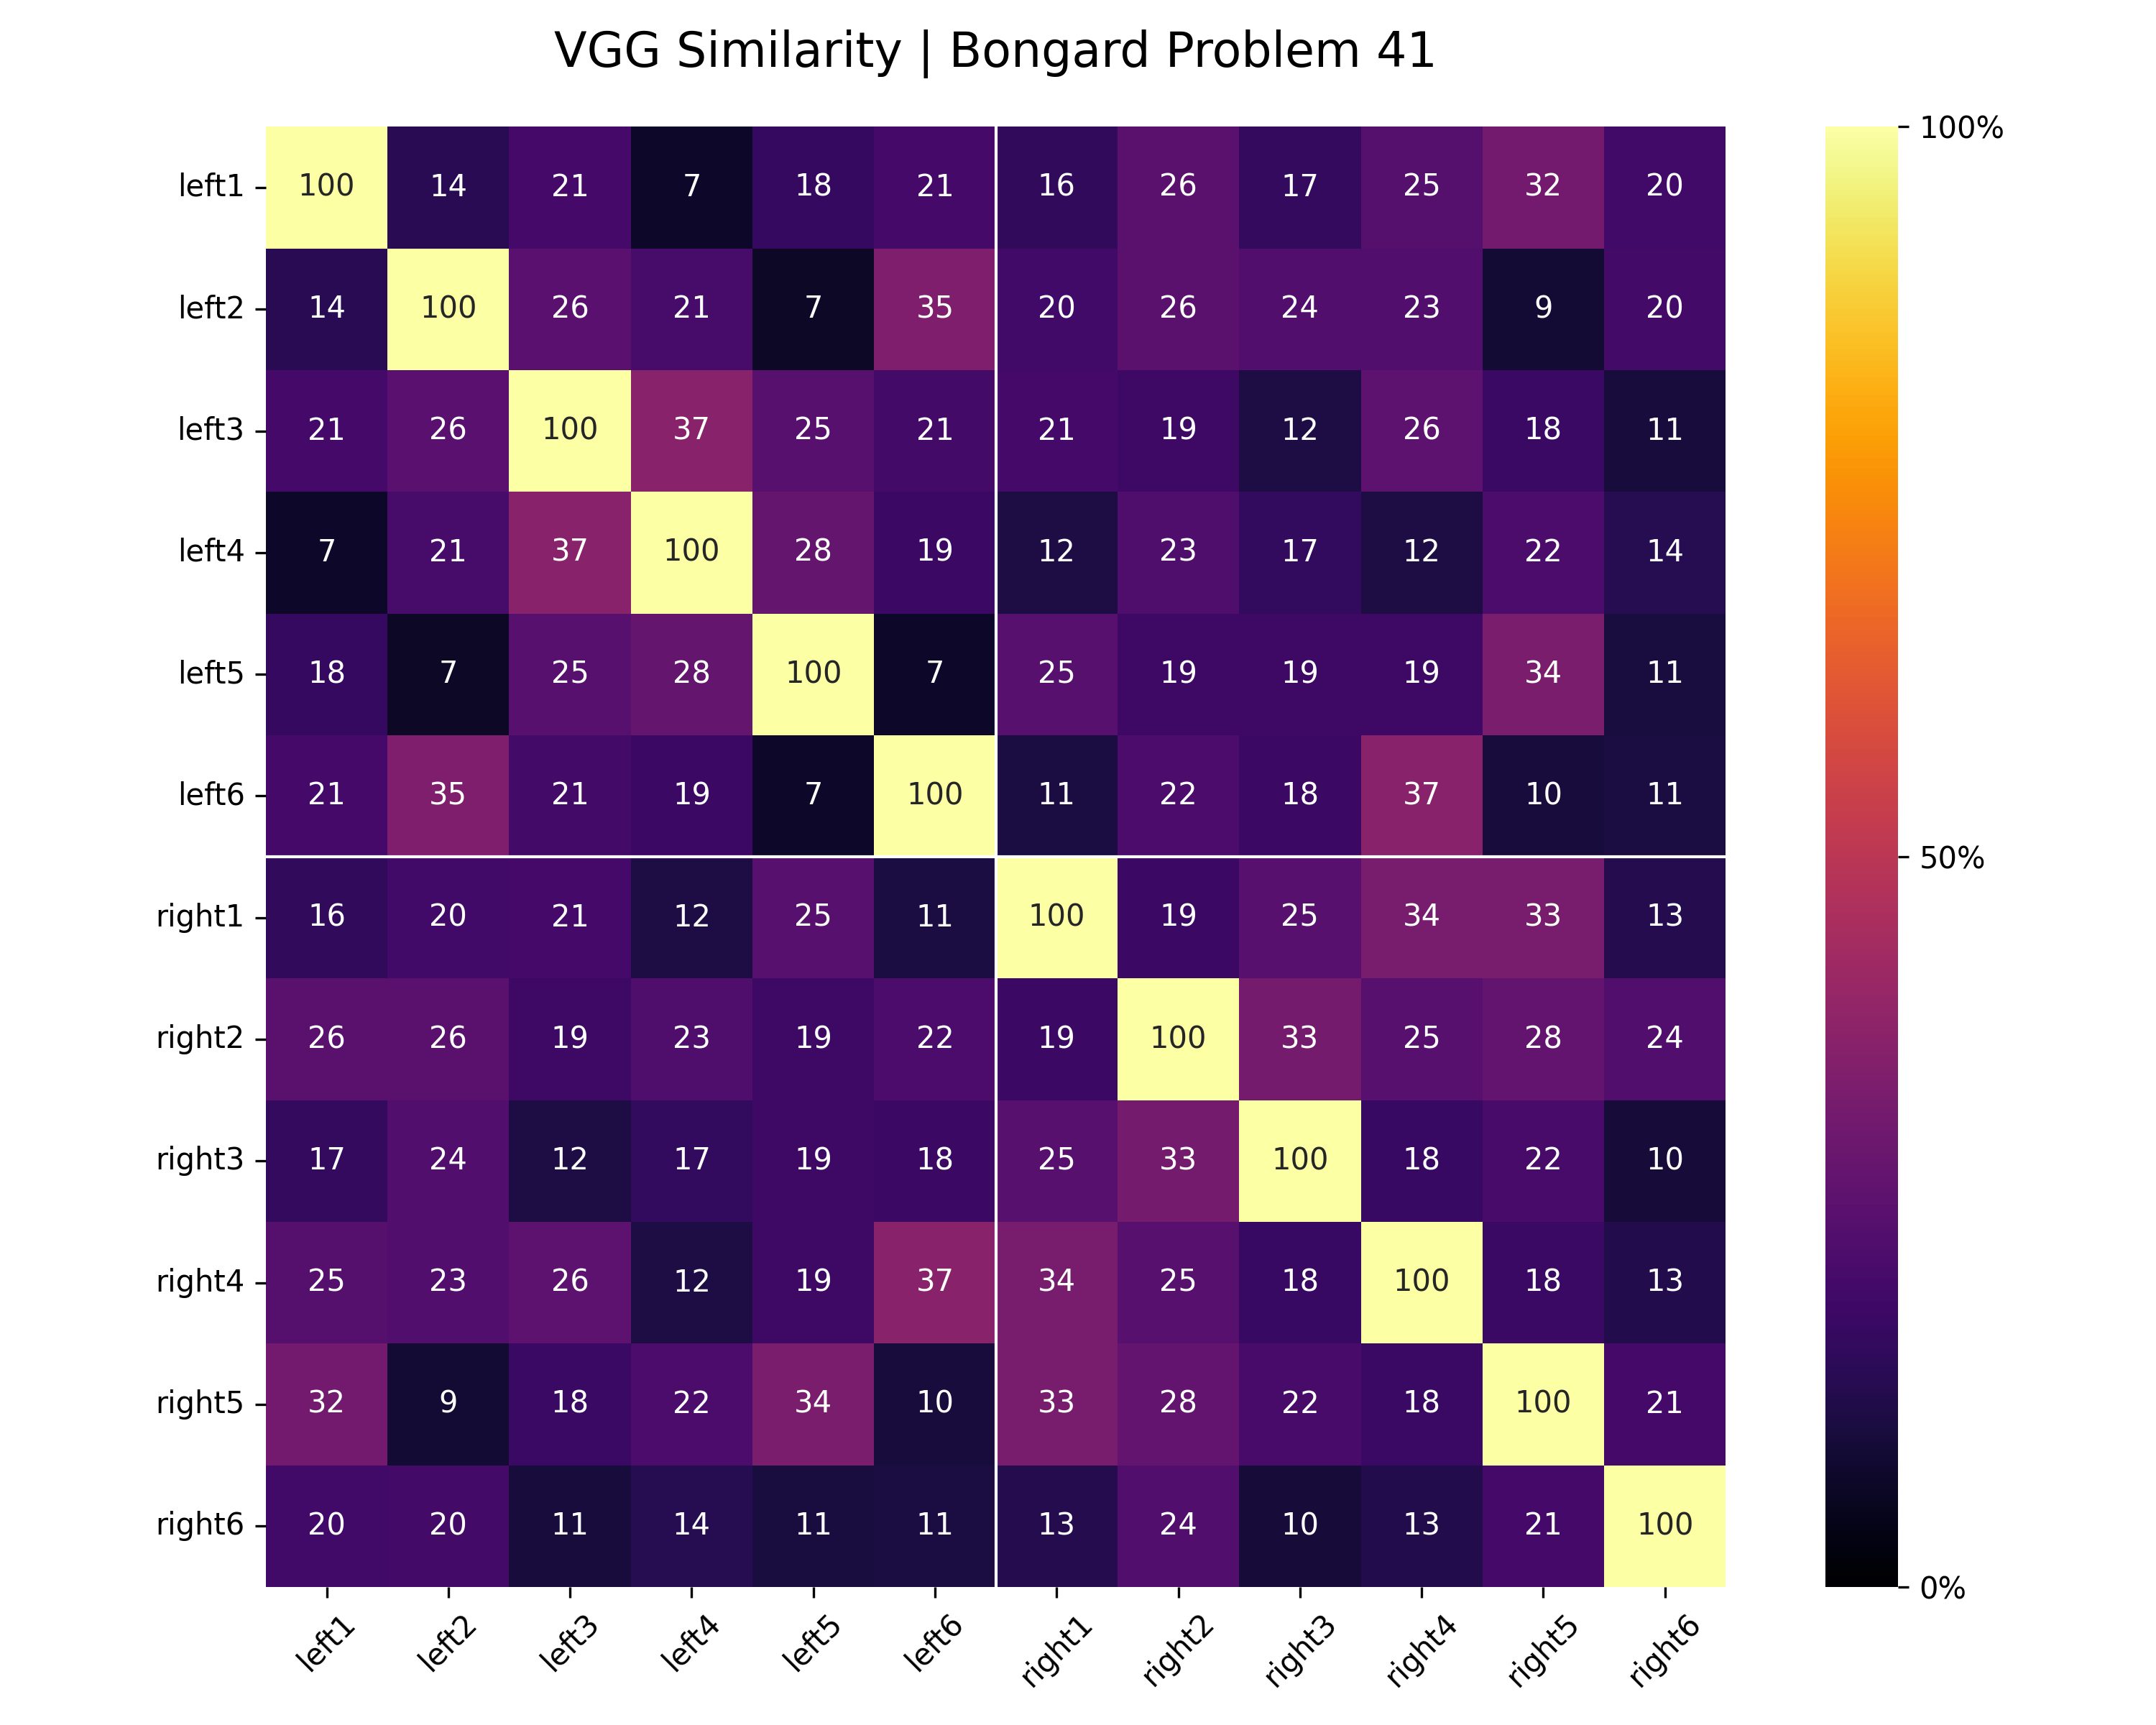 VGG Similarity | Bongard Problem 41
left1 100 14 21 7 18 21 16 26 17 25 32 20
left2 14 100 26 21 7 35 20 26 24 23 9 20
left3 21 26 100 37 25 21 21 19 12 26 18 11
left4 7 21 37 100 28 19 12 23 17 12 22 14
left5 18 7 25 28 100 7 25 19 19 19 34 11
left6 21 35 21 19 7 100 11 22 18 37 10 11
right1 16 20 21 12 25 11 100 19 25 34 33 13
right2 26 26 19 23 19 22 19 100 33 25 28 24
right3 17 24 12 17 19 18 25 33 100 18 22 10
right4 25 23 26 12 19 37 34 25 18 100 18 13
right5 32 9 18 22 34 10 33 28 22 18 100 21
right6 20 20 11 14 11 11 13 24 10 13 21 100
left1 left2 left3 left4 left5 left6 right1 right2 right3 right4 right5 right6
100%
50%
0%